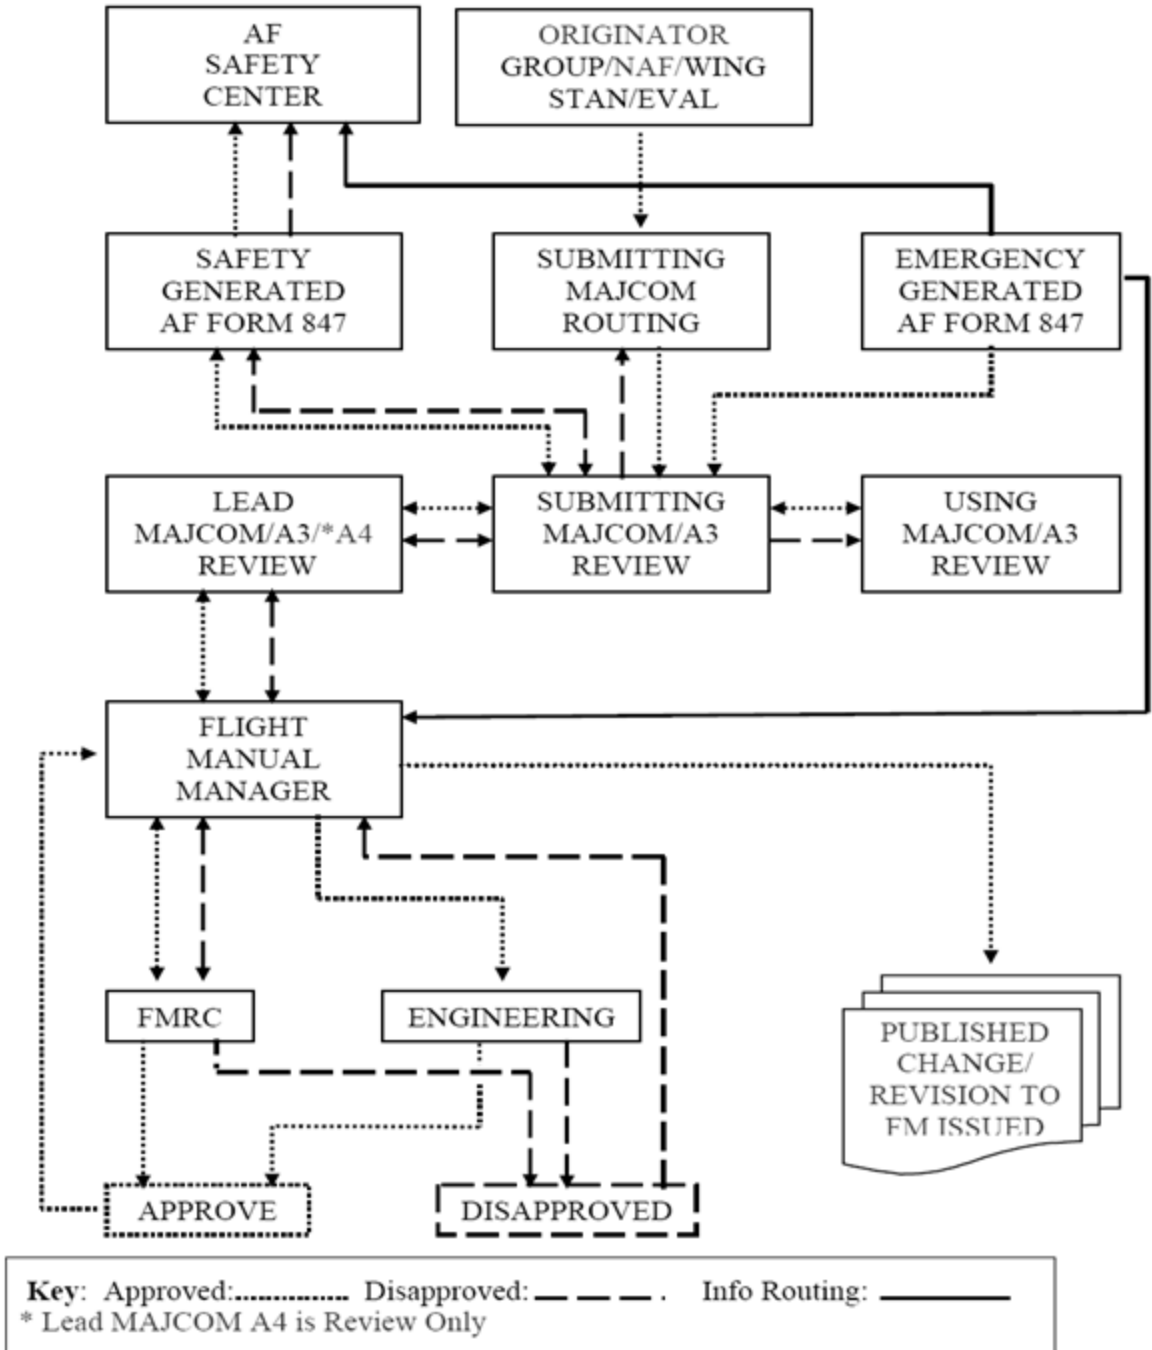 AF
SAFETY
CENTER
ORIGINATOR
GROUP/NAF/WING
STAN/EVAL
SAFETY
GENERATED
AF FORM 847
SUBMITTING
MAJCOM
ROUTING
EMERGENCY
GENERATED
AF FORM 847
LEAD
MAJCOM/A3/*A4
REVIEW
SUBMITTING
MAJCOM/A3
REVIEW
USING
MAJCOM/A3
REVIEW
FLIGHT
MANUAL
MANAGER
FMRC
ENGINEERING
PUBLISHED
CHANGE/
REVISION TO
FM ISSUED
APPROVE
DISAPPROVED
Key: Approved: Disapproved: Info Routing:
* Lead MAJCOM A4 is Review Only